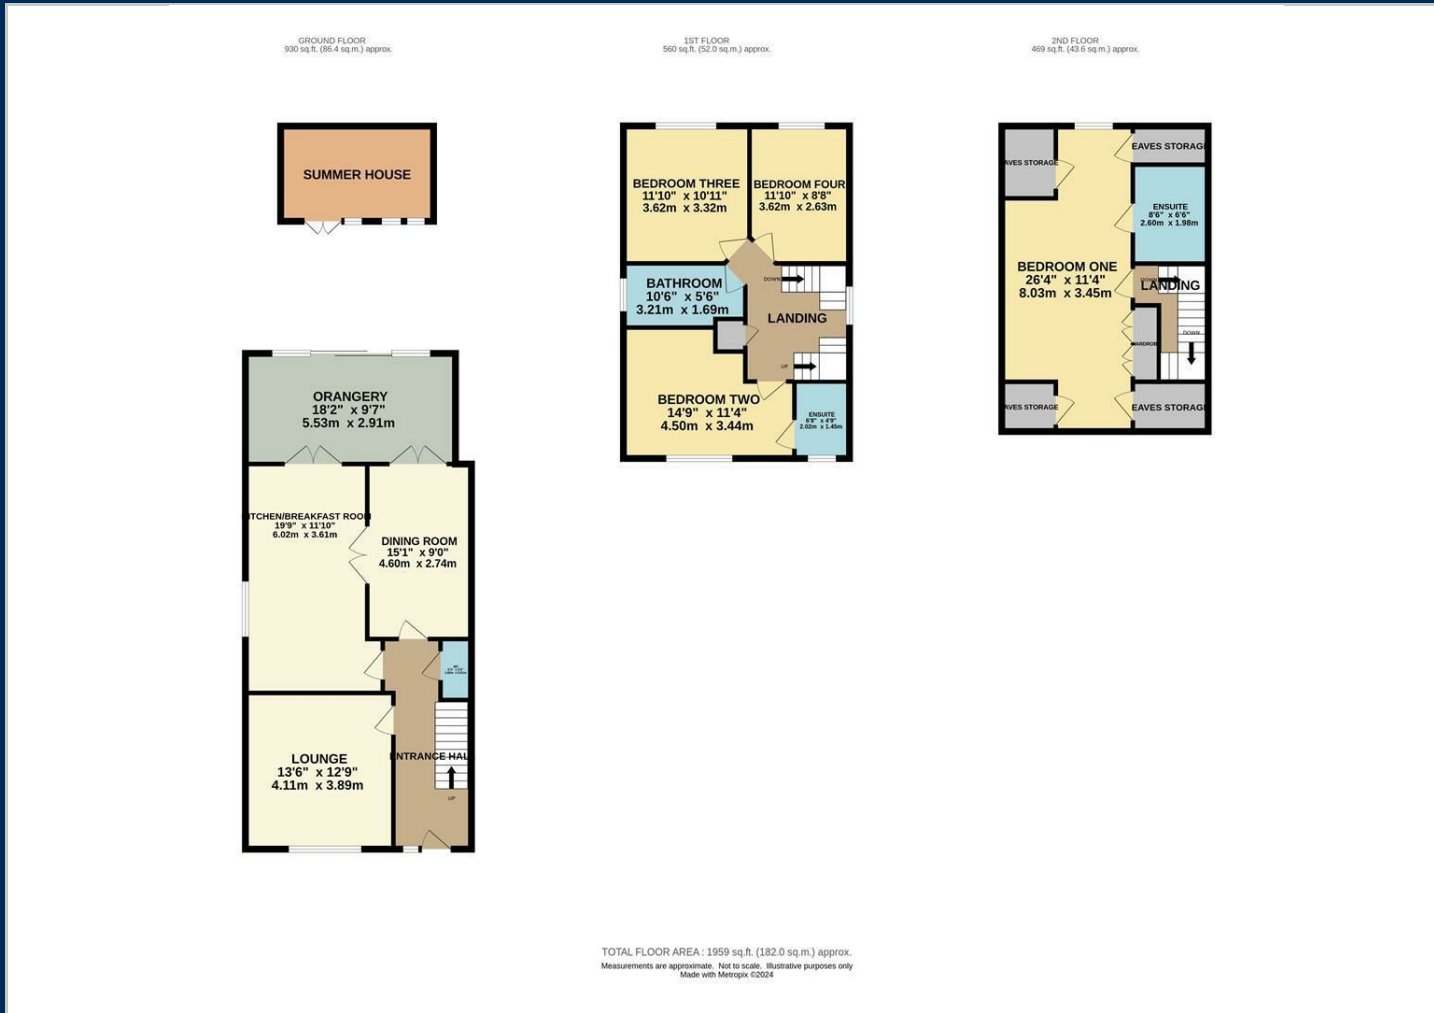 GROUND FLOOR
930 sq.ft. (86.4 sq.m.) approx.
1ST FLOOR
560 sq.ft. (52.0 sq.m.) approx.
2ND FLOOR
469 sq.ft. (43.6 sq.m.) approx.
SUMMER HOUSE
ORANGERY
18'2" x 9'7"
5.53m x 2.91m
KITCHEN/BREAKFAST ROOM
19'9" x 11'10"
6.02m x 3.61m
DINING ROOM
15'1" x 9'0"
4.60m x 2.74m
LOUNGE
13'6" x 12'9"
4.11m x 3.89m
ENTRANCE HALL
UP
BEDROOM THREE
11'10" x 10'11"
3.62m x 3.32m
BEDROOM FOUR
11'10" x 8'8"
3.62m x 2.63m
BATHROOM
10'6" x 5'6"
3.21m x 1.69m
DOWN
LANDING
UP
BEDROOM TWO
14'9" x 11'4"
4.50m x 3.44m
ENSUITE
6'8" x 4'9"
2.02m x 1.45m
EAVES STORAGE
EAVES STORAGE
ENSUITE
8'6" x 6'6"
2.60m x 1.98m
BEDROOM ONE
26'4" x 11'4"
8.03m x 3.45m
DOWN
LANDING
DOWN
WARDROBE
EAVES STORAGE
EAVES STORAGE
TOTAL FLOOR AREA : 1959 sq.ft. (182.0 sq.m.) approx.
Measurements are approximate. Not to scale. Illustrative purposes only
Made with Metropix ©2024